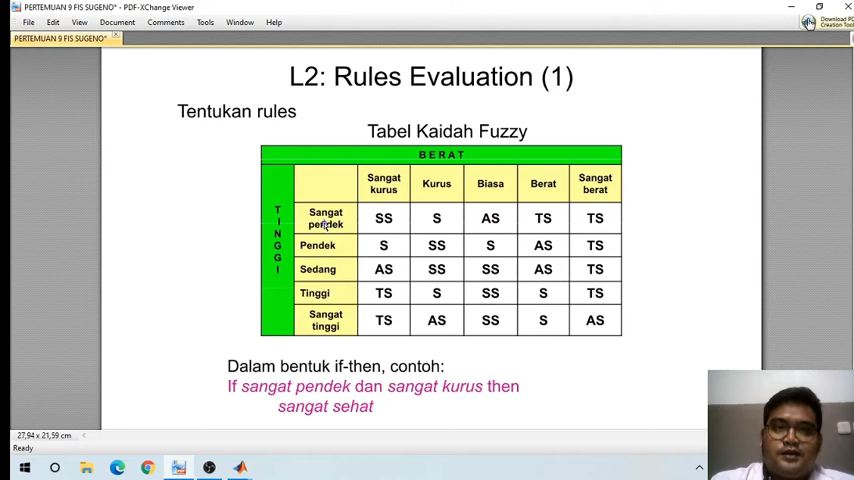 PERTEMUAN 9 FIS SUGENO* - PDF-XChange Viewer
File Edit View Document Comments Tools Window Help
Download PDF
Creation Tools
PERTEMUAN 9 FIS SUGENO*
L2: Rules Evaluation (1)
Tentukan rules
Tabel Kaidah Fuzzy
B E R A T
Sangat kurus Kurus Biasa Berat Sangat berat
T I N G G I
Sangat pendek SS S AS TS TS
Pendek S SS S AS TS
Sedang AS SS SS AS TS
Tinggi TS S SS S TS
Sangat tinggi TS AS SS S AS
Dalam bentuk if-then, contoh:
If sangat pendek dan sangat kurus then
sangat sehat
27,94 x 21,59 cm
Ready